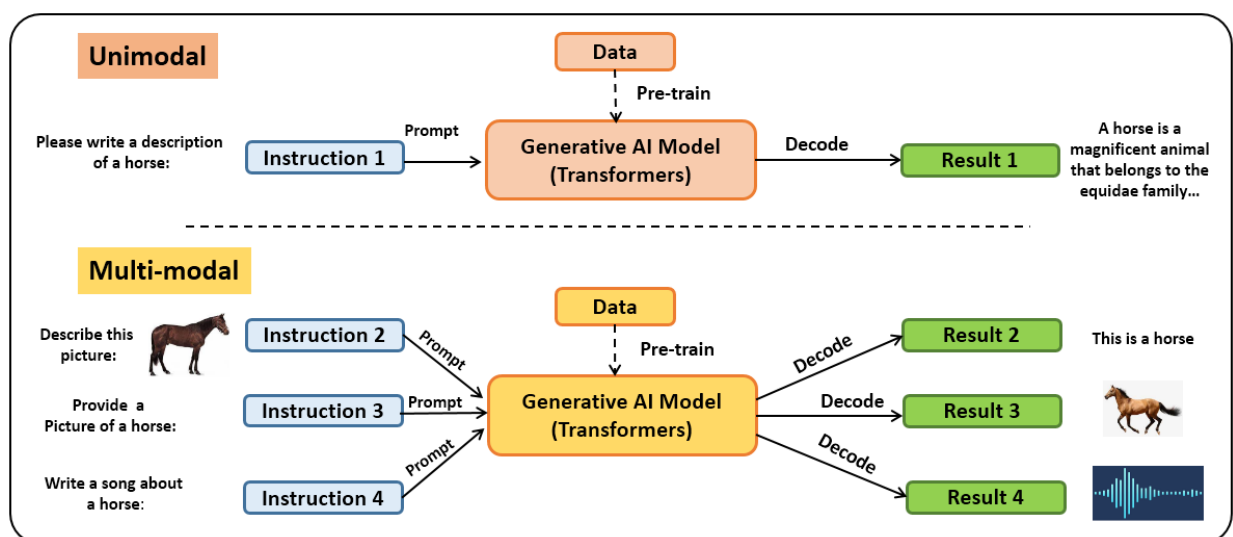 Unimodal
Data
Pre-train
Please write a description
of a horse:
Instruction 1
Prompt
Generative AI Model
(Transformers)
Decode
Result 1
A horse is a
magnificent animal
that belongs to the
equidae family...
Multi-modal
Data
Pre-train
Describe this
picture:
Instruction 2
Prompt
Decode
Result 2
This is a horse
Provide a
Picture of a horse:
Instruction 3
Prompt
Generative AI Model
(Transformers)
Decode
Result 3
Write a song about
a horse:
Instruction 4
Prompt
Decode
Result 4